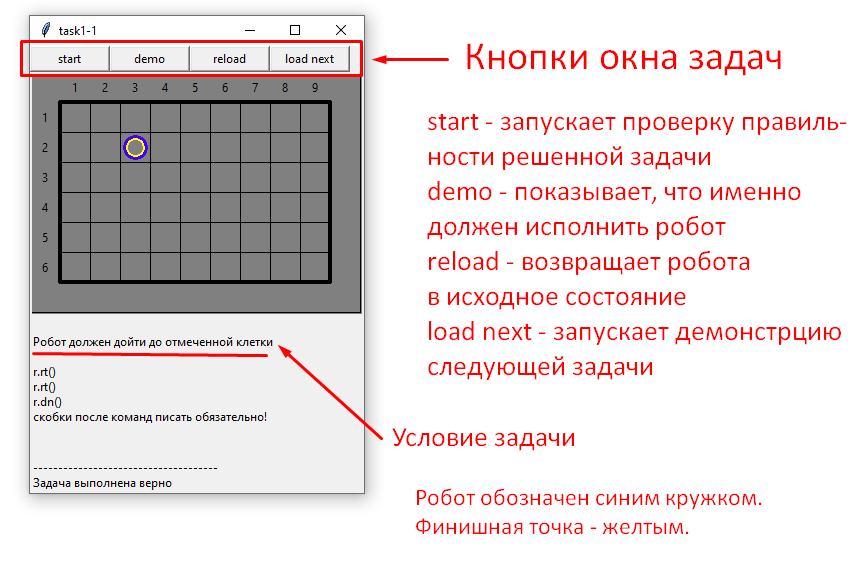 task1-1
start demo reload load next
1 2 3 4 5 6 7 8 9
1
2
3
4
5
6
Робот должен дойти до отмеченной клетки
r.rt()
r.rt()
r.dn()
скобки после команд писать обязательно!
-------------------------------------
Задача выполнена верно
Кнопки окна задач
start - запускает проверку правиль-
ности решенной задачи
demo - показывает, что именно
должен исполнить робот
reload - возвращает робота
в исходное состояние
load next - запускает демонстрцию
следующей задачи
Условие задачи
Робот обозначен синим кружком.
Финишная точка - желтым.